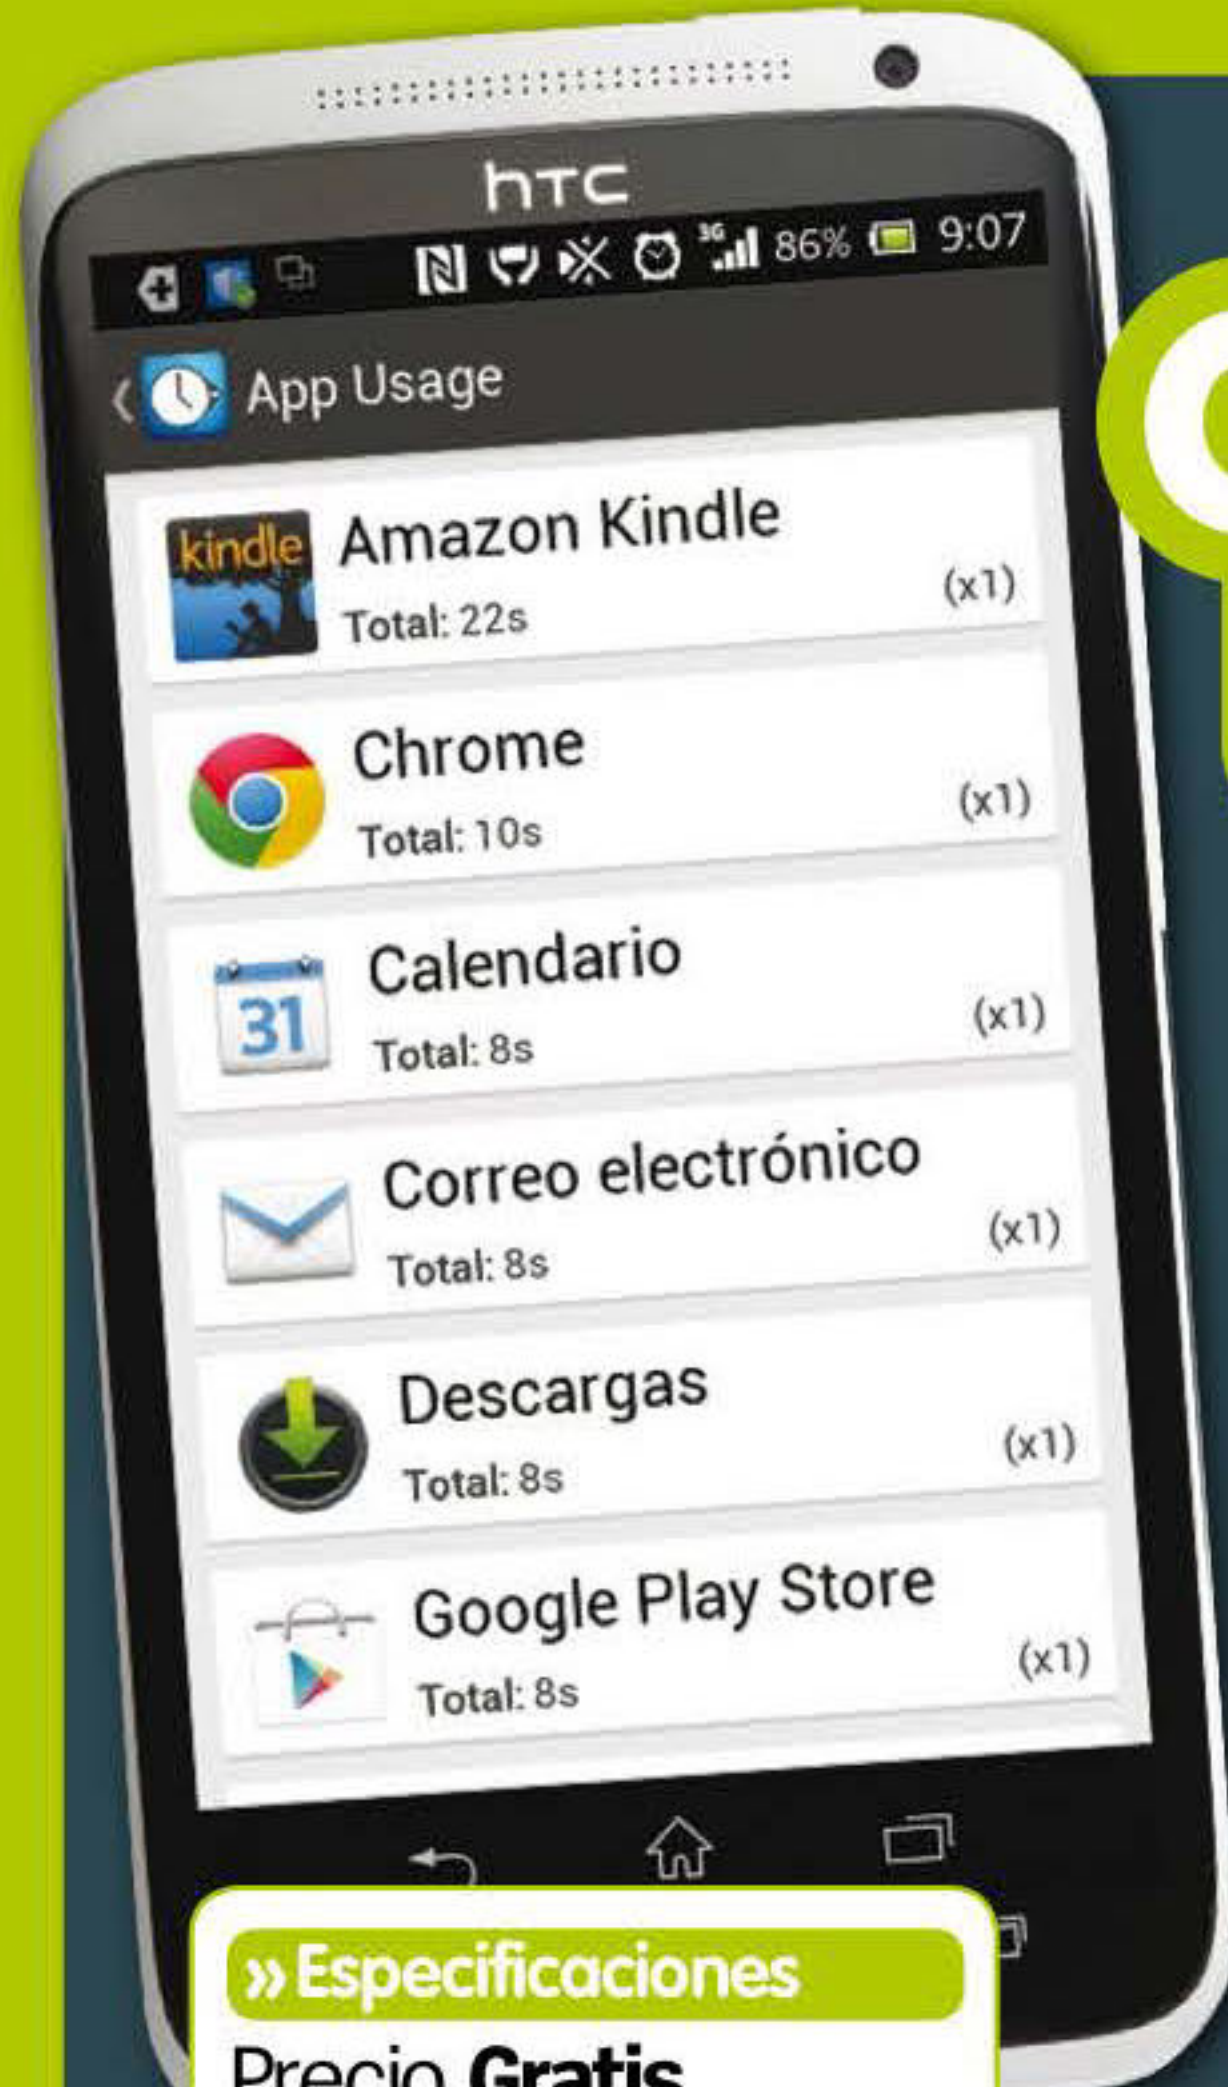 hTC
3G 86% 9:07
App Usage
kindle
Amazon Kindle
Total: 22s
(x1)
Chrome
Total: 10s
(x1)
31
Calendario
Total: 8s
(x1)
Correo electrónico
Total: 8s
(x1)
Descargas
Total: 8s
(x1)
Google Play Store
Total: 8s
(x1)
»Especificaciones
Precio Gratis